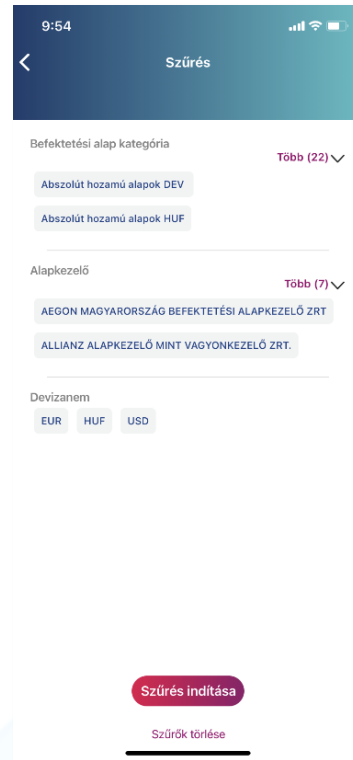 9:54
Szűrés
Befektetési alap kategória
Több (22)
Abszolút hozamú alapok DEV
Abszolút hozamú alapok HUF
Alapkezelő
Több (7)
AEGON MAGYARORSZÁG BEFEKTETÉSI ALAPKEZELŐ ZRT
ALLIANZ ALAPKEZELŐ MINT VAGYONKEZELŐ ZRT.
Devizanem
EUR HUF USD
Szűrés indítása
Szűrők törlése